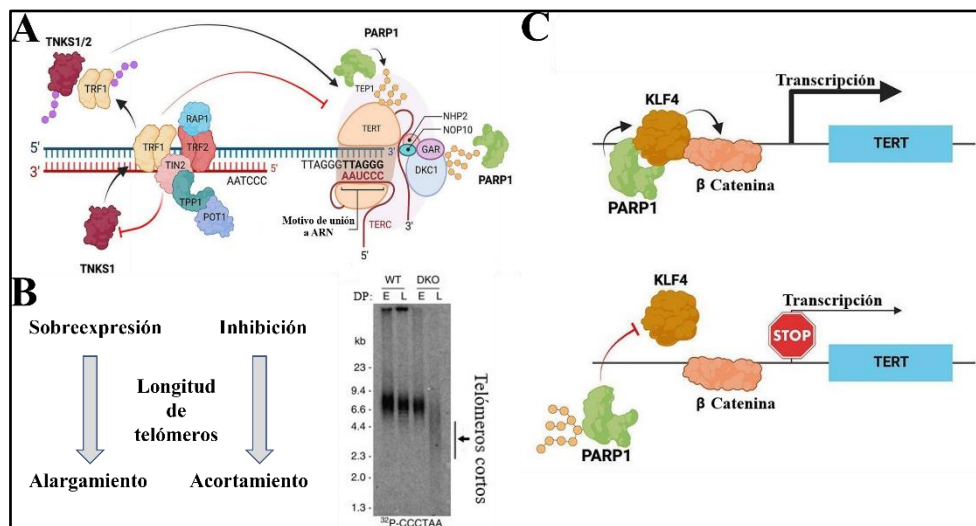 A
TNKS1/2
TRF1
PARP1
TEP1
RAP1
NHP2
NOP10
TERT
5'
TRF1
TRF2
3'
GAR
TIN2
TTAGGGTTAGGG
3'
5'
AATCCC
AAUCCC
DKC1
PARP1
TPP1
POT1
Motivo de unión
a ARN
TERC
3'
5'
TNKS1
B
Sobreexpresión
Inhibición
Longitud
de
telómeros
Alargamiento
Acortamiento
WT DKO
DP: E L E L
kb
23 -
9.4 -
6.6 -
4.4 -
2.3 -
2.0 -
1.3 -
Telómeros cortos
³²P-CCCTAA
C
Transcripción
KLF4
TERT
β Catenina
PARP1
KLF4
Transcripción
STOP
TERT
β Catenina
PARP1